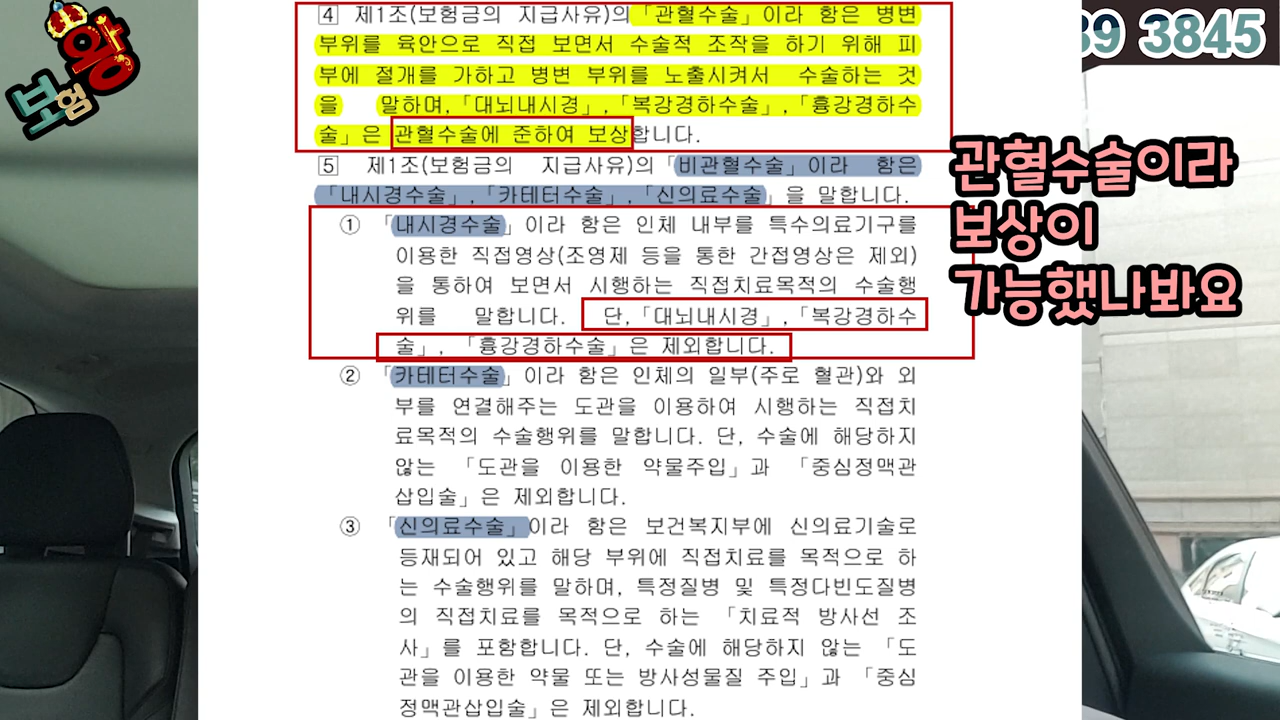 보험
왕
4 제1조(보험금의 지급사유)의「관혈수술」이라 함은 병변
부위를 육안으로 직접 보면서 수술적 조작을 하기 위해 피
부에 절개를 가하고 병변 부위를 노출시켜서 수술하는 것
을 말하며,「대뇌내시경」,「복강경하수술」,「흉강경하수
술」은 관혈수술에 준하여 보상합니다.
5 제1조(보험금의 지급사유)의「비관혈수술」이라 함은
「내시경수술」,「카테터수술」,「신의료수술」을 말합니다.
① 「내시경수술」이라 함은 인체 내부를 특수의료기구를
이용한 직접영상(조영제 등을 통한 간접영상은 제외)
을 통하여 보면서 시행하는 직접치료목적의 수술행
위를 말합니다. 단,「대뇌내시경」,「복강경하수
술」, 「흉강경하수술」은 제외합니다.
② 「카테터수술」이라 함은 인체의 일부(주로 혈관)와 외
부를 연결해주는 도관을 이용하여 시행하는 직접치
료목적의 수술행위를 말합니다. 단, 수술에 해당하지
않는 「도관을 이용한 약물주입」과 「중심정맥관
삽입술」은 제외합니다.
③ 「신의료수술」이라 함은 보건복지부에 신의료기술로
등재되어 있고 해당 부위에 직접치료를 목적으로 하
는 수술행위를 말하며, 특정질병 및 특정다빈도질병
의 직접치료를 목적으로 하는 「치료적 방사선 조
사」를 포함합니다. 단, 수술에 해당하지 않는 「도
관을 이용한 약물 또는 방사성물질 주입」과 「중심
정맥관삽입술」은 제외합니다.
39 3845
관혈수술이라
보상이
가능했나봐요